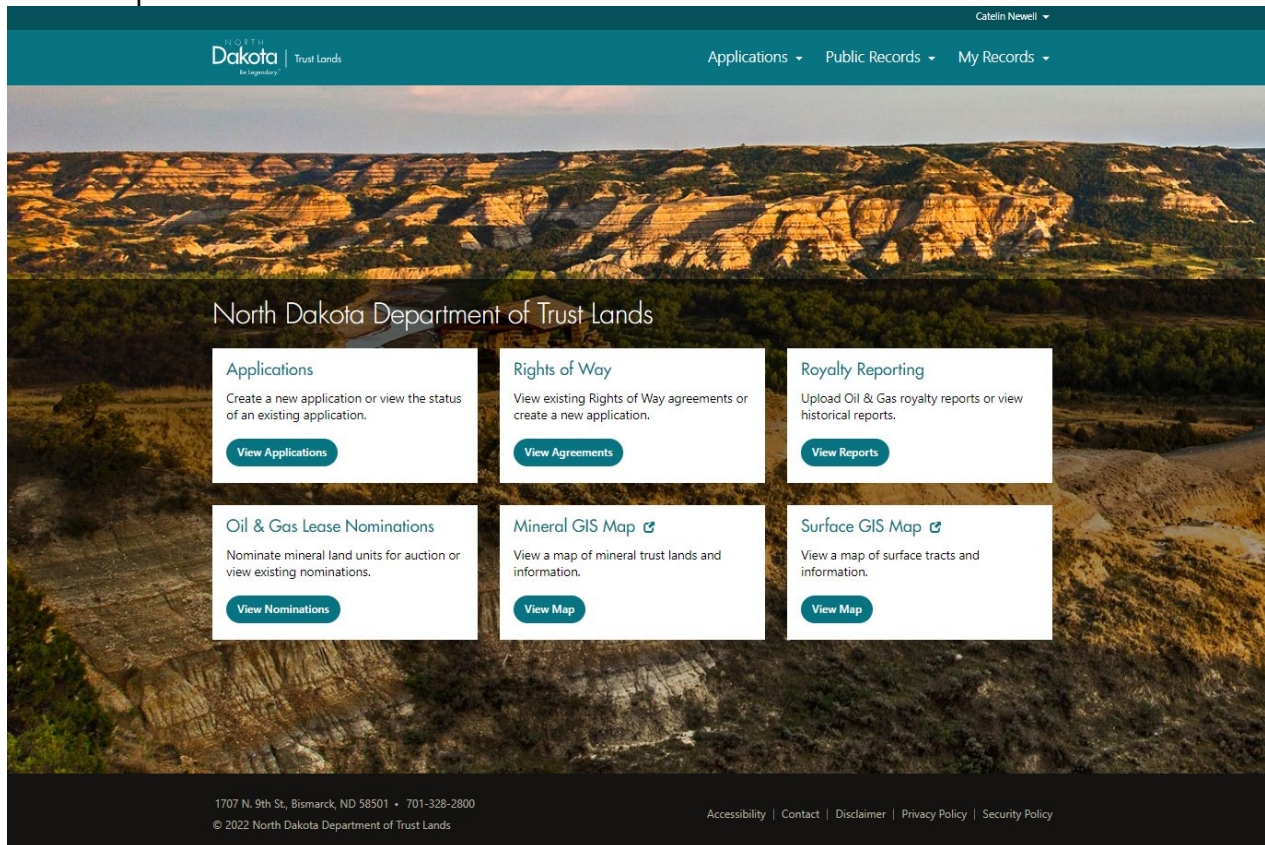 Catelin Newell
NORTH
Dakota | Trust Lands
Be Legendary.™
Applications
Public Records
My Records
North Dakota Department of Trust Lands
Applications
Create a new application or view the status
of an existing application.
View Applications
Rights of Way
View existing Rights of Way agreements or
create a new application.
View Agreements
Royalty Reporting
Upload Oil & Gas royalty reports or view
historical reports.
View Reports
Oil & Gas Lease Nominations
Nominate mineral land units for auction or
view existing nominations.
View Nominations
Mineral GIS Map
View a map of mineral trust lands and
information.
View Map
Surface GIS Map
View a map of surface tracts and
information.
View Map
1707 N. 9th St., Bismarck, ND 58501 • 701-328-2800
© 2022 North Dakota Department of Trust Lands
Accessibility | Contact | Disclaimer | Privacy Policy | Security Policy